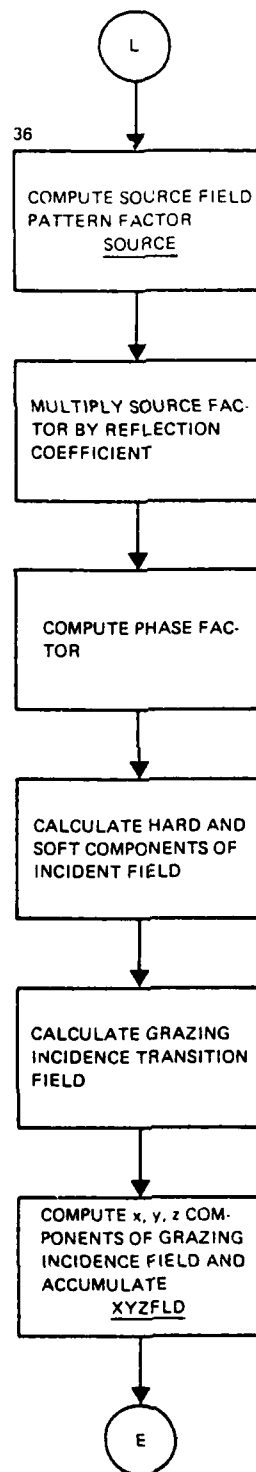 L
36
COMPUTE SOURCE FIELD
PATTERN FACTOR
SOURCE
MULTIPLY SOURCE FAC-
TOR BY REFLECTION
COEFFICIENT
COMPUTE PHASE FAC-
TOR
CALCULATE HARD AND
SOFT COMPONENTS OF
INCIDENT FIELD
CALCULATE GRAZING
INCIDENCE TRANSITION
FIELD
COMPUTE x, y, z COM-
PONENTS OF GRAZING
INCIDENCE FIELD AND
ACCUMULATE
XYZFLD
E